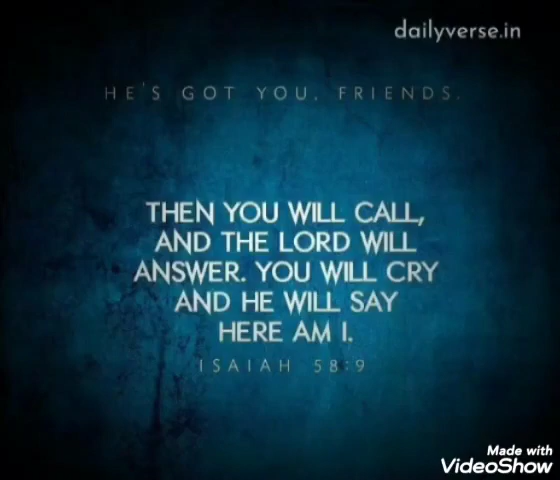 dailyverse.in
HE'S GOT YOU, FRIENDS.
THEN YOU WILL CALL,
AND THE LORD WILL
ANSWER. YOU WILL CRY
AND HE WILL SAY
HERE AM I.
ISAIAH 58:9
Made with
VideoShow